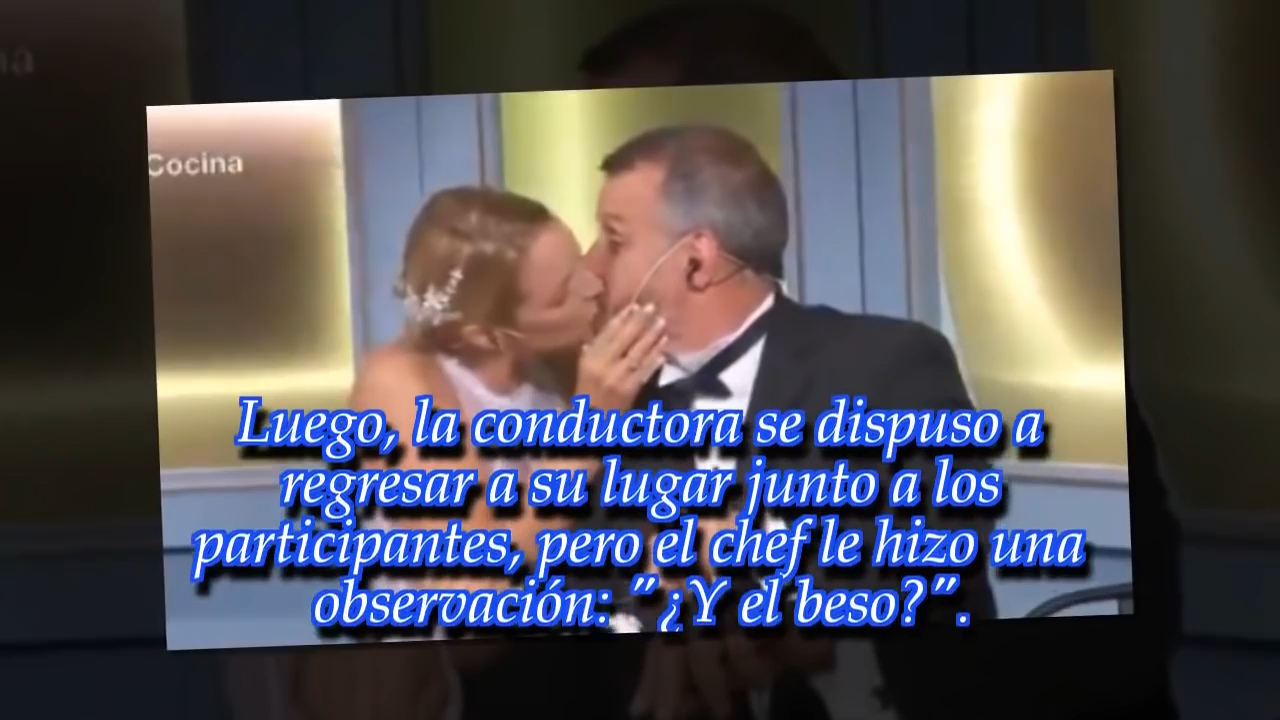 Cocina
Luego, la conductora se dispuso a
regresar a su lugar junto a los
participantes, pero el chef le hizo una
observación: "¿Y el beso?".